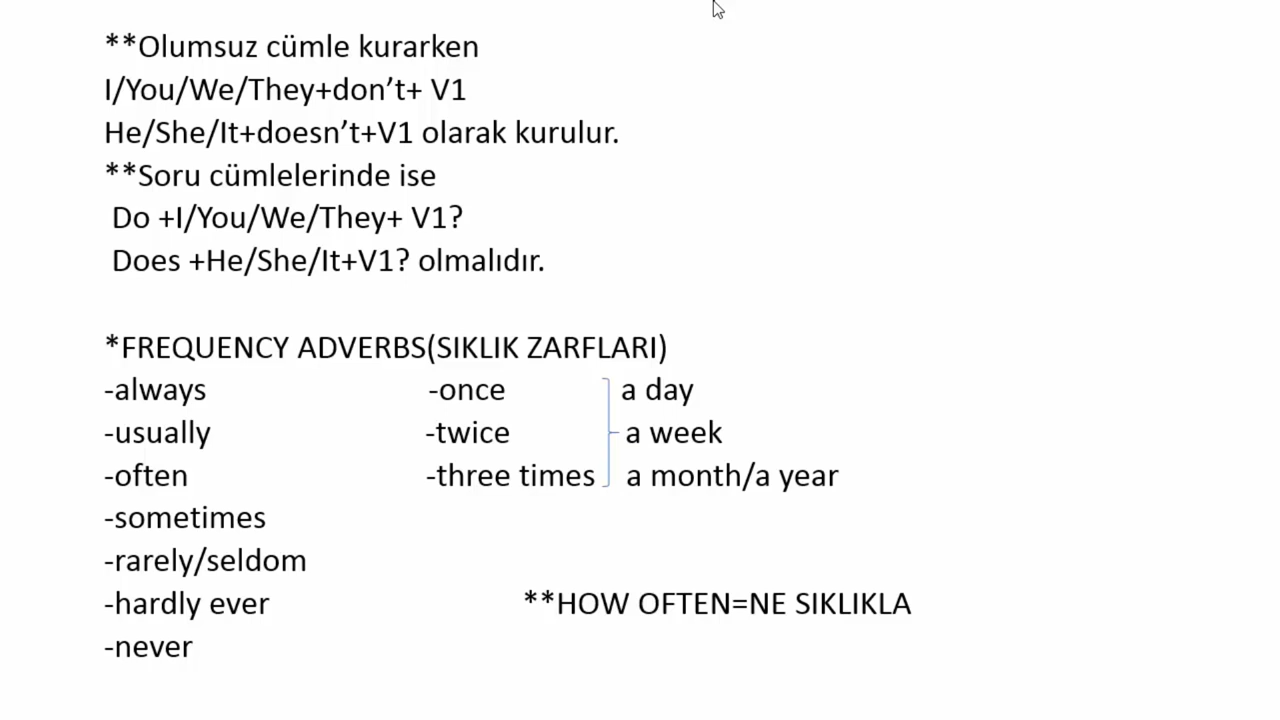 **Olumsuz cümle kurarken
I/You/We/They+don’t+ V1
He/She/It+doesn’t+V1 olarak kurulur.
**Soru cümlelerinde ise
Do +I/You/We/They+ V1?
Does +He/She/It+V1? olmalıdır.
*FREQUENCY ADVERBS(SIKLIK ZARFLARI)
-always -once a day
-usually -twice a week
-often -three times a month/a year
-sometimes
-rarely/seldom
-hardly ever **HOW OFTEN=NE SIKLIKLA
-never